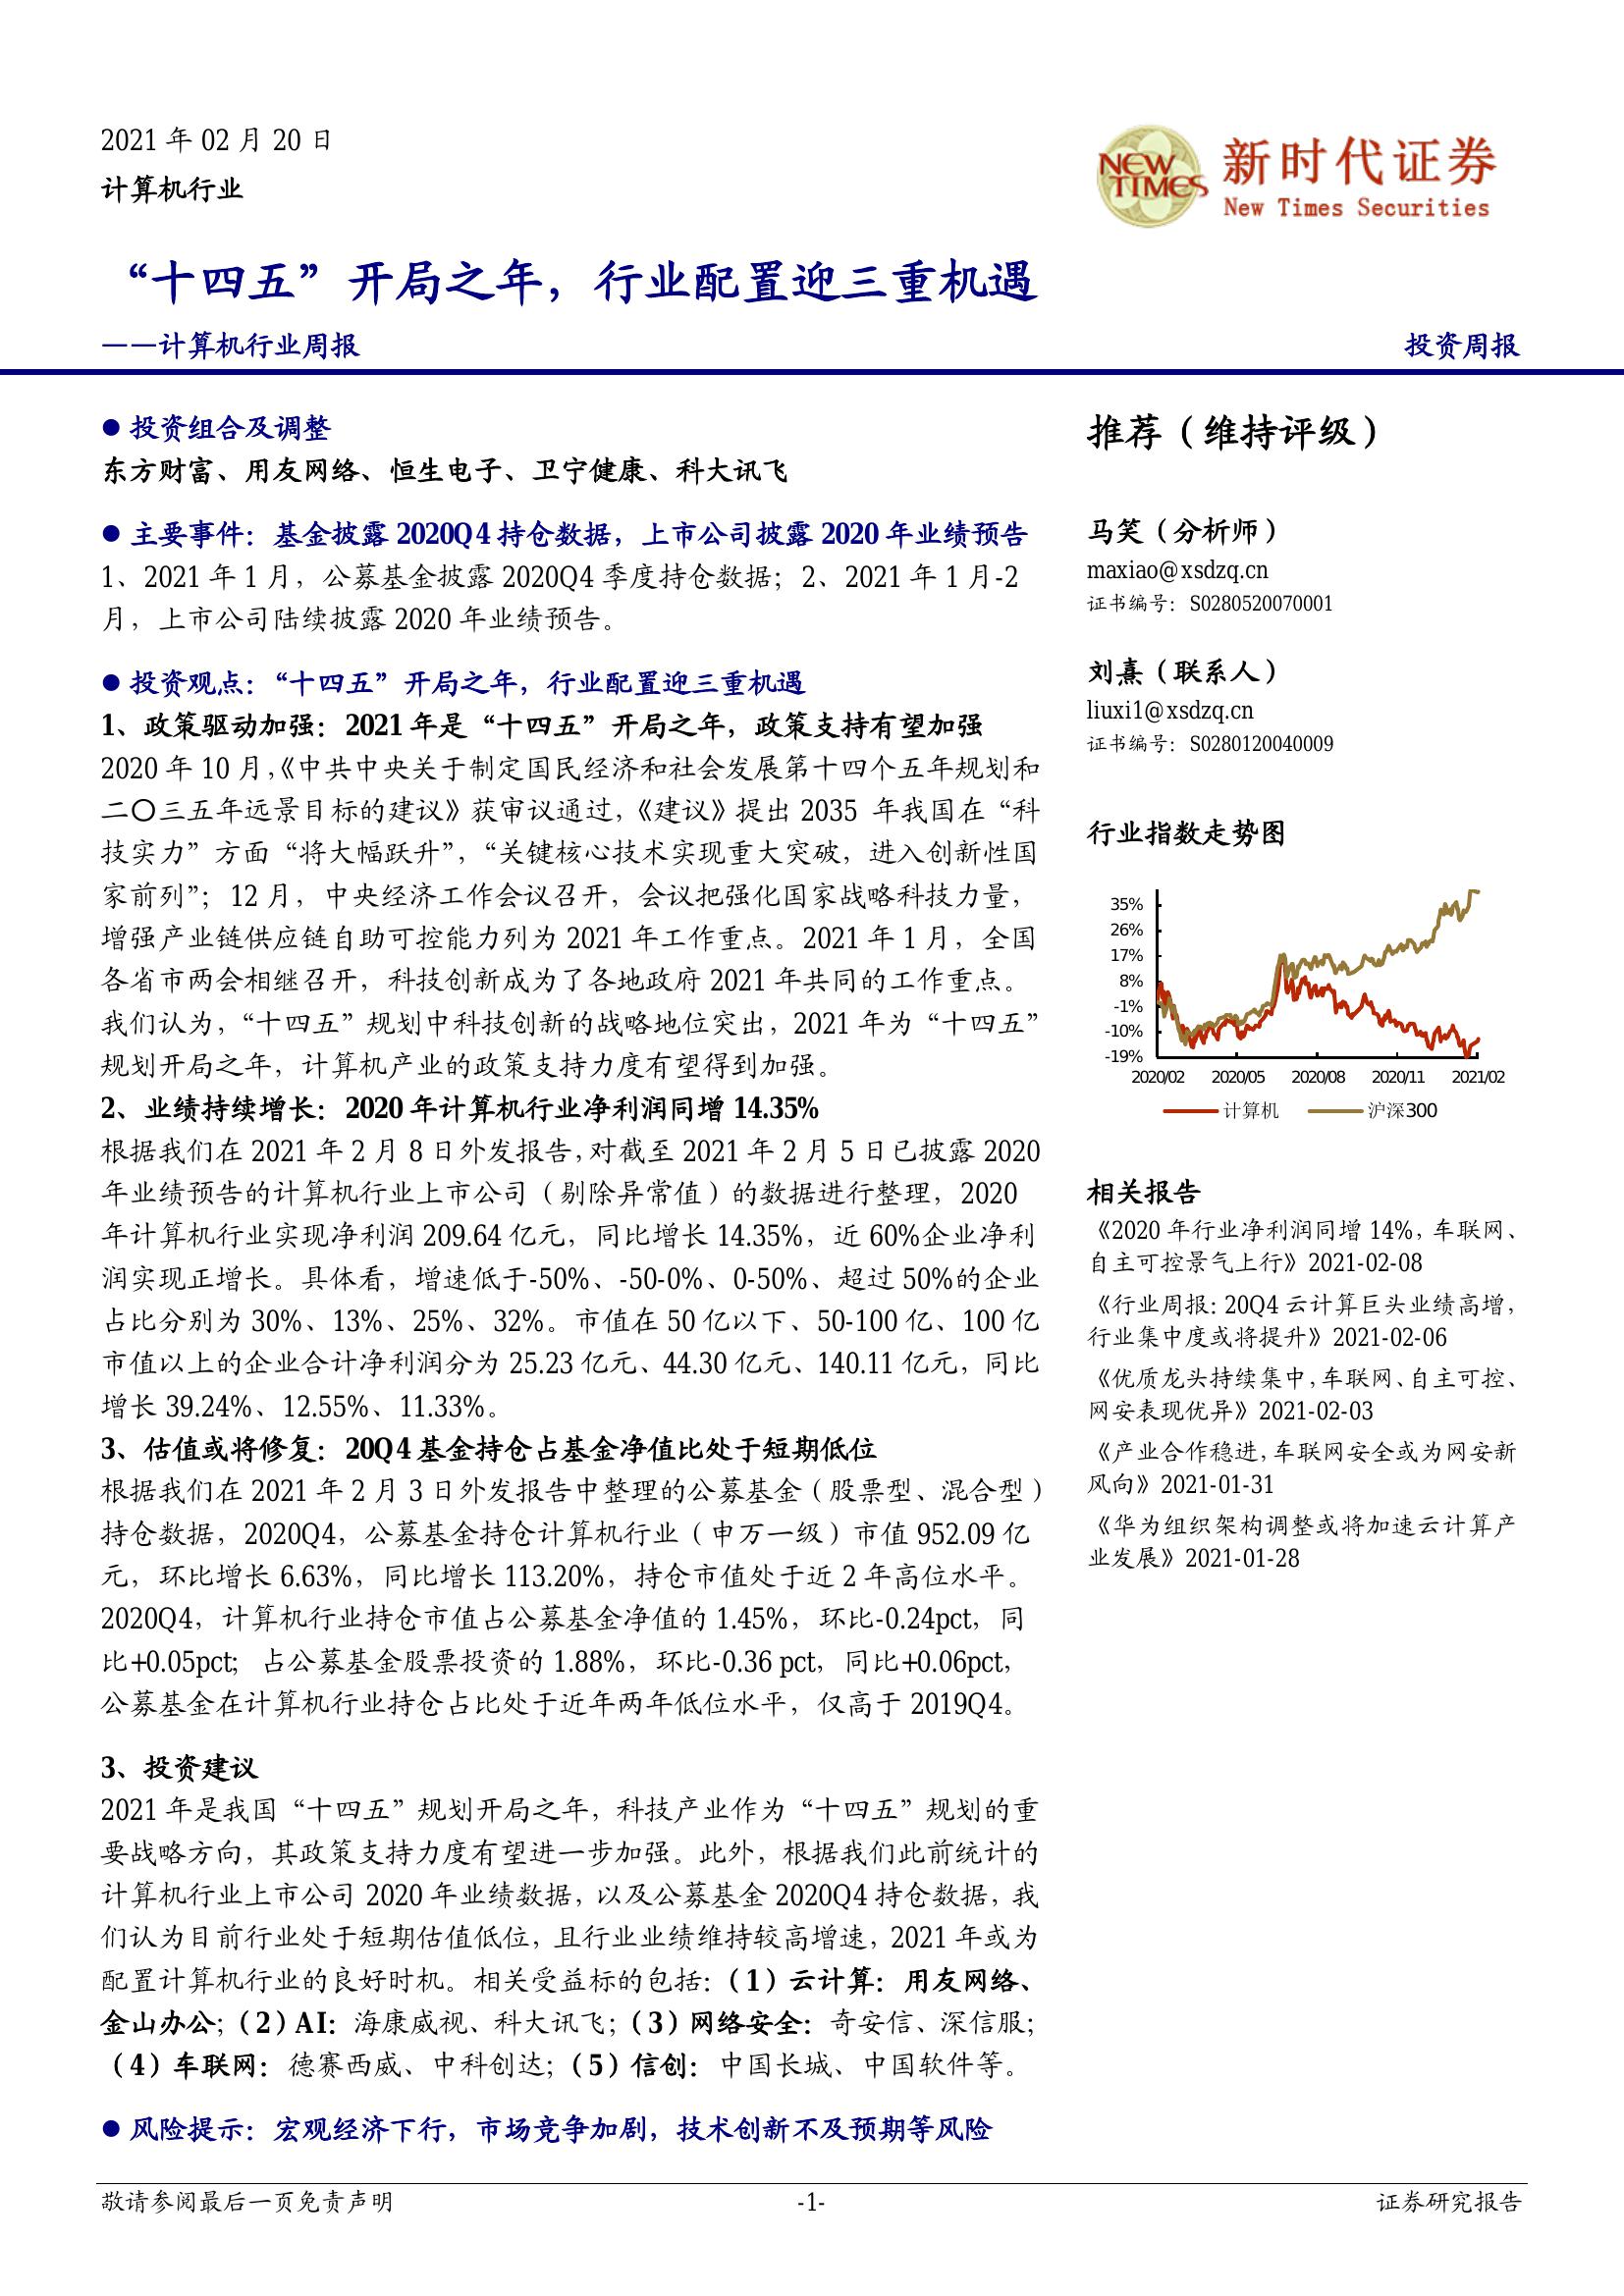 2021 年 02 月 20 日
计算机行业
NEW TIMES
新时代证券
New Times Securities
“十四五”开局之年，行业配置迎三重机遇
——计算机行业周报
投资周报
● 投资组合及调整
东方财富、用友网络、恒生电子、卫宁健康、科大讯飞
● 主要事件：基金披露 2020Q4 持仓数据，上市公司披露 2020 年业绩预告
1、2021 年 1 月，公募基金披露 2020Q4 季度持仓数据；2、2021 年 1 月-2
月，上市公司陆续披露 2020 年业绩预告。
● 投资观点：“十四五”开局之年，行业配置迎三重机遇
1、政策驱动加强：2021 年是“十四五”开局之年，政策支持有望加强
2020 年 10 月，《中共中央关于制定国民经济和社会发展第十四个五年规划和
二〇三五年远景目标的建议》获审议通过，《建议》提出 2035 年我国在“科
技实力”方面“将大幅跃升”，“关键核心技术实现重大突破，进入创新性国
家前列”；12 月，中央经济工作会议召开，会议把强化国家战略科技力量，
增强产业链供应链自助可控能力列为 2021 年工作重点。2021 年 1 月，全国
各省市两会相继召开，科技创新成为了各地政府 2021 年共同的工作重点。
我们认为，“十四五”规划中科技创新的战略地位突出，2021 年为“十四五”
规划开局之年，计算机产业的政策支持力度有望得到加强。
2、业绩持续增长：2020 年计算机行业净利润同增 14.35%
根据我们在 2021 年 2 月 8 日外发报告，对截至 2021 年 2 月 5 日已披露 2020
年业绩预告的计算机行业上市公司（剔除异常值）的数据进行整理，2020
年计算机行业实现净利润 209.64 亿元，同比增长 14.35%，近 60%企业净利
润实现正增长。具体看，增速低于-50%、-50-0%、0-50%、超过 50%的企业
占比分别为 30%、13%、25%、32%。市值在 50 亿以下、50-100 亿、100 亿
市值以上的企业合计净利润分为 25.23 亿元、44.30 亿元、140.11 亿元，同比
增长 39.24%、12.55%、11.33%。
3、估值或将修复：20Q4 基金持仓占基金净值比处于短期低位
根据我们在 2021 年 2 月 3 日外发报告中整理的公募基金（股票型、混合型）
持仓数据，2020Q4，公募基金持仓计算机行业（申万一级）市值 952.09 亿
元，环比增长 6.63%，同比增长 113.20%，持仓市值处于近 2 年高位水平。
2020Q4，计算机行业持仓市值占公募基金净值的 1.45%，环比-0.24pct，同
比+0.05pct；占公募基金股票投资的 1.88%，环比-0.36 pct，同比+0.06pct，
公募基金在计算机行业持仓占比处于近年两年低位水平，仅高于 2019Q4。
3、投资建议
2021 年是我国“十四五”规划开局之年，科技产业作为“十四五”规划的重
要战略方向，其政策支持力度有望进一步加强。此外，根据我们此前统计的
计算机行业上市公司 2020 年业绩数据，以及公募基金 2020Q4 持仓数据，我
们认为目前行业处于短期估值低位，且行业业绩维持较高增速，2021 年或为
配置计算机行业的良好时机。相关受益标的包括：（1）云计算：用友网络、
金山办公；（2）AI：海康威视、科大讯飞；（3）网络安全：奇安信、深信服；
（4）车联网：德赛西威、中科创达；（5）信创：中国长城、中国软件等。
● 风险提示：宏观经济下行，市场竞争加剧，技术创新不及预期等风险
推荐（维持评级）
马笑（分析师）
maxiao@xsdzq.cn
证书编号：S0280520070001
刘熹（联系人）
liuxi1@xsdzq.cn
证书编号：S0280120040009
行业指数走势图
35%
26%
17%
8%
-1%
-10%
-19%
2020/02 2020/05 2020/08 2020/11 2021/02
计算机 沪深300
相关报告
《2020 年行业净利润同增 14%，车联网、
自主可控景气上行》2021-02-08
《行业周报：20Q4 云计算巨头业绩高增，
行业集中度或将提升》2021-02-06
《优质龙头持续集中，车联网、自主可控、
网安表现优异》2021-02-03
《产业合作稳进，车联网安全或为网安新
风向》2021-01-31
《华为组织架构调整或将加速云计算产
业发展》2021-01-28
敬请参阅最后一页免责声明
-1-
证券研究报告